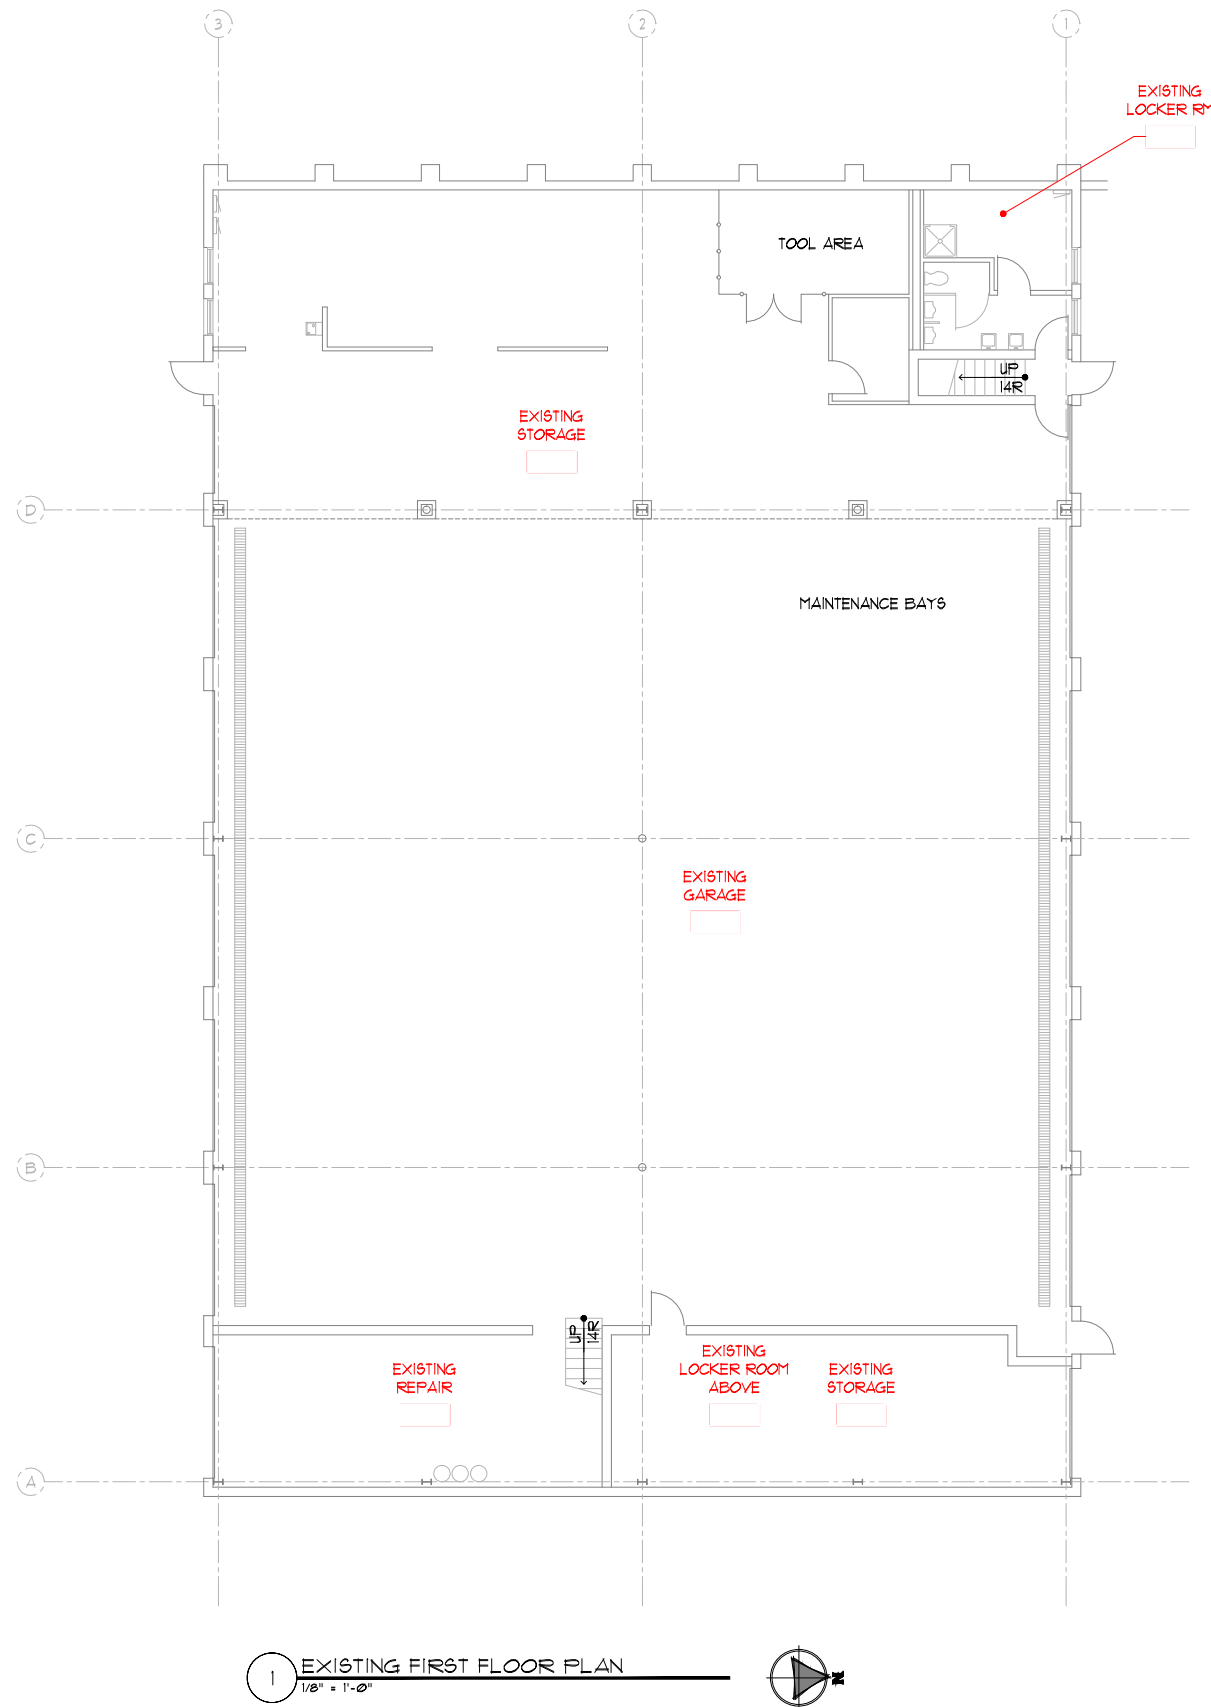 3
2
1
EXISTING
LOCKER
TOOL AREA
UP
14R
EXISTING
STORAGE
D
MAINTENANCE BAYS
C
EXISTING
GARAGE
B
UP
14R
EXISTING
REPAIR
EXISTING
LOCKER ROOM
ABOVE
EXISTING
STORAGE
A
1
EXISTING FIRST FLOOR PLAN
1/8" = 1'-0"
N